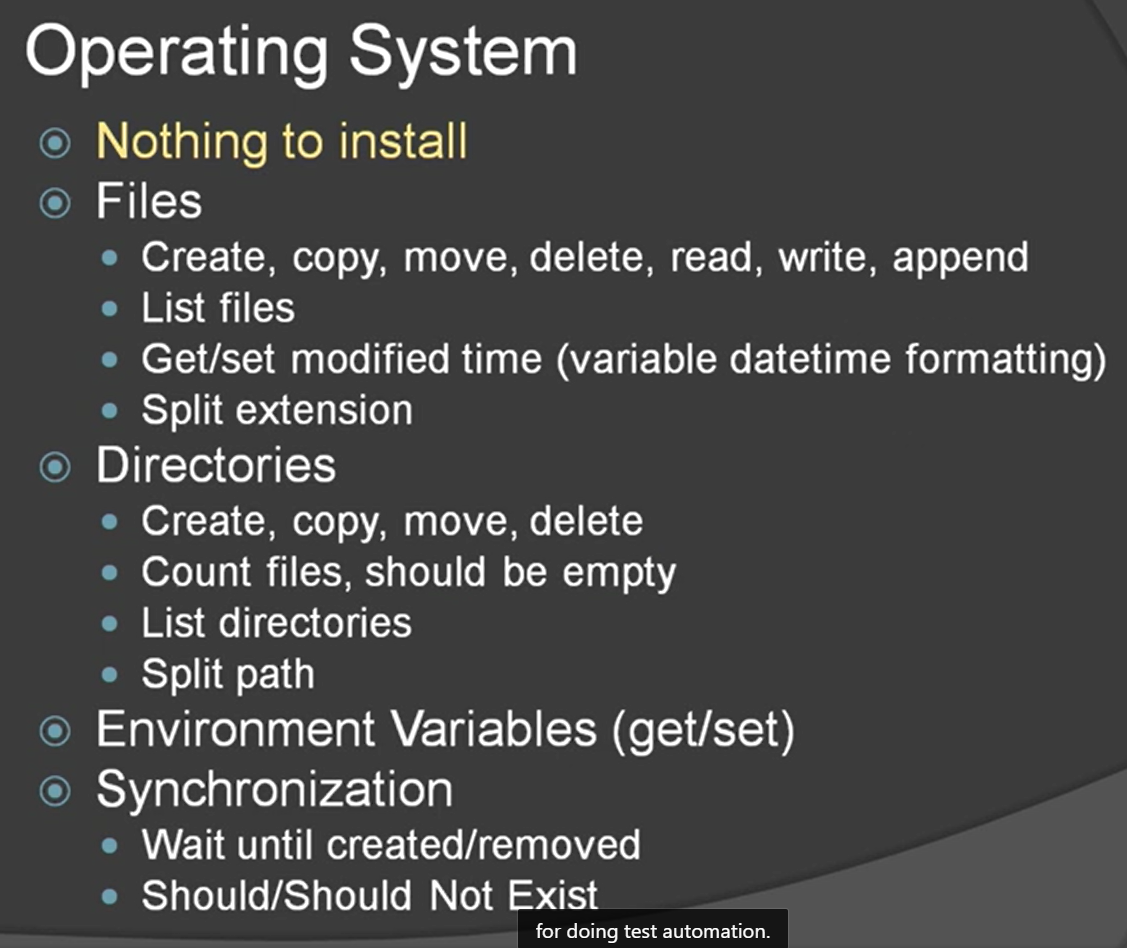 Operating System
Nothing to install
Files
Create, copy, move, delete, read, write, append
List files
Get/set modified time (variable datetime formatting)
Split extension
Directories
Create, copy, move, delete
Count files, should be empty
List directories
Split path
Environment Variables (get/set)
Synchronization
Wait until created/removed
Should/Should Not Exist
for doing test automation.